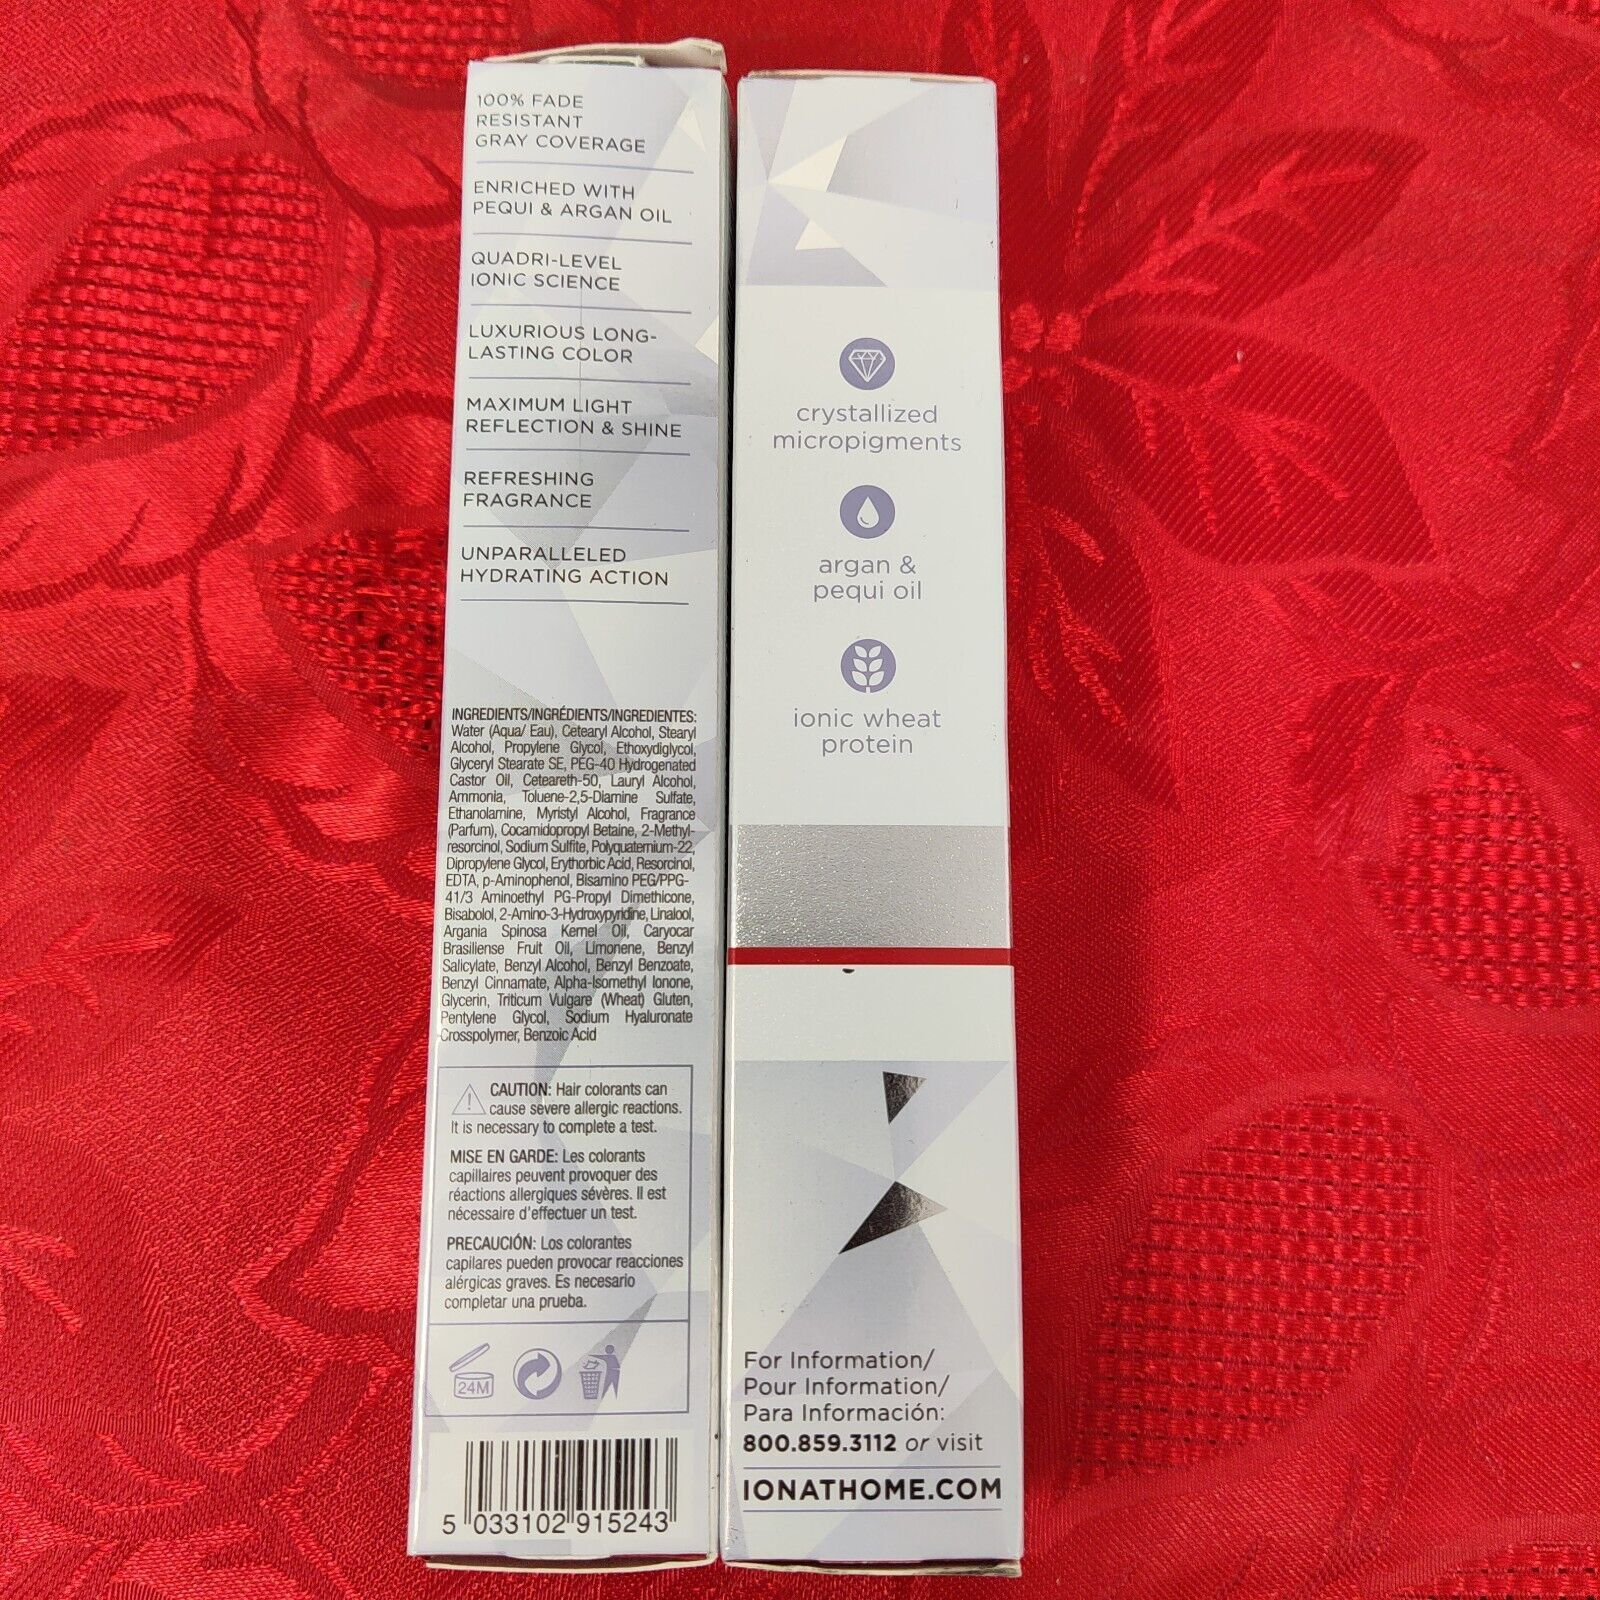 100% FADE
RESISTANT
GRAY COVERAGE
ENRICHED WITH
PEQUI & ARGAN OIL
QUADRI-LEVEL
IONIC SCIENCE
LUXURIOUS LONG-
LASTING COLOR
MAXIMUM LIGHT
REFLECTION & SHINE
REFRESHING
FRAGRANCE
UNPARALLELED
HYDRATING ACTION
INGREDIENTS/INGRÉDIENTS/INGREDIENTES:
Water (Aqua/ Eau), Cetearyl Alcohol, Stearyl
Alcohol, Propylene Glycol, Ethoxydiglycol,
Glyceryl Stearate SE, PEG-40 Hydrogenated
Castor Oil, Ceteareth-50, Lauryl Alcohol,
Ammonia, Toluene-2,5-Diamine Sulfate,
Ethanolamine, Myristyl Alcohol, Fragrance
(Parfum), Cocamidopropyl Betaine, 2-Methyl-
resorcinol, Sodium Sulfite, Polyquaternium-22,
Dipropylene Glycol, Erythorbic Acid, Resorcinol,
EDTA, p-Aminophenol, Bisamino PEG/PPG-
41/3 Aminoethyl PG-Propyl Dimethicone,
Bisabolol, 2-Amino-3-Hydroxypyridine, Linalool,
Argania Spinosa Kernel Oil, Caryocar
Brasiliense Fruit Oil, Limonene, Benzyl
Salicylate, Benzyl Alcohol, Benzyl Benzoate,
Benzyl Cinnamate, Alpha-Isomethyl Ionone,
Glycerin, Triticum Vulgare (Wheat) Gluten,
Pentylene Glycol, Sodium Hyaluronate
Crosspolymer, Benzoic Acid
CAUTION: Hair colorants can
cause severe allergic reactions.
It is necessary to complete a test.
MISE EN GARDE: Les colorants
capillaires peuvent provoquer des
réactions allergiques sévères. Il est
nécessaire d'effectuer un test.
PRECAUCIÓN: Los colorantes
capilares pueden provocar reacciones
alérgicas graves. Es necesario
completar una prueba.
24M
5 033102 915243
crystallized
micropigments
argan &
pequi oil
ionic wheat
protein
For Information/
Pour Information/
Para Información:
800.859.3112 or visit
IONATHOME.COM